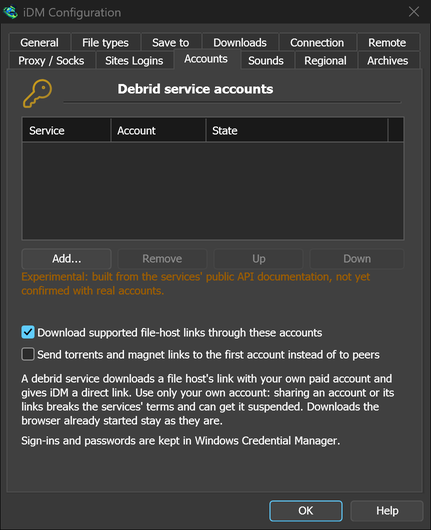 iDM Configuration
General
File types
Save to
Downloads
Connection
Remote
Proxy / Socks
Sites Logins
Accounts
Sounds
Regional
Archives
Debrid service accounts
Service
Account
State
Add...
Remove
Up
Down
Experimental: built from the services' public API documentation, not yet
confirmed with real accounts.
Download supported file-host links through these accounts
Send torrents and magnet links to the first account instead of to peers
A debrid service downloads a file host's link with your own paid account and
gives iDM a direct link. Use only your own account: sharing an account or its
links breaks the services' terms and can get it suspended. Downloads the
browser already started stay as they are.
Sign-ins and passwords are kept in Windows Credential Manager.
OK
Help